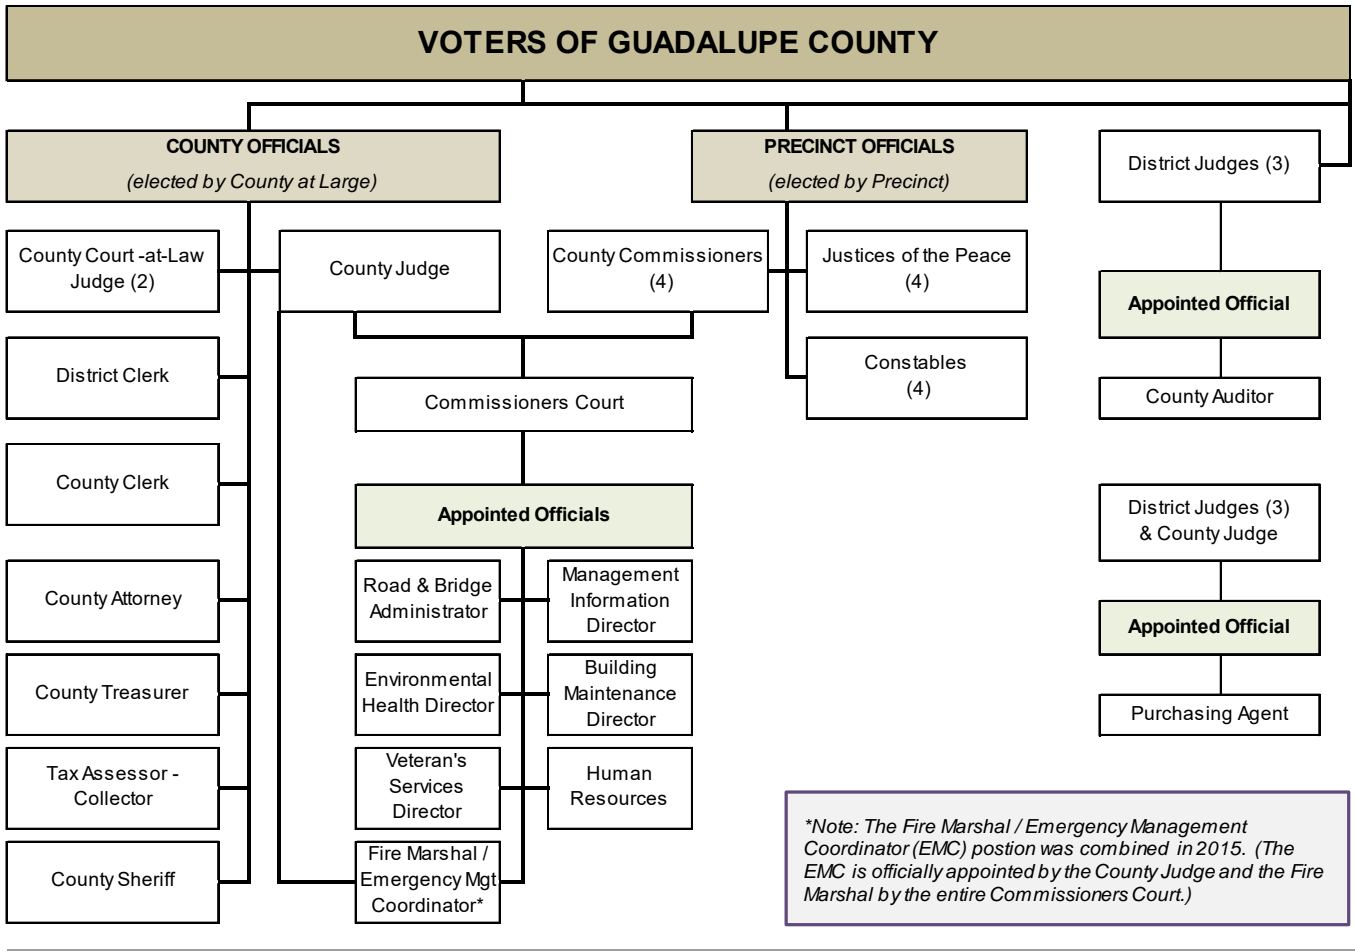 VOTERS OF GUADALUPE COUNTY
COUNTY OFFICIALS
(elected by County at Large)
PRECINCT OFFICIALS
(elected by Precinct)
District Judges (3)
County Court -at-Law
Judge (2)
County Judge
County Commissioners
(4)
Justices of the Peace
(4)
Appointed Official
District Clerk
Commissioners Court
Constables
(4)
County Auditor
County Clerk
Appointed Officials
District Judges (3)
& County Judge
County Attorney
Road & Bridge
Administrator
Management
Information
Director
Appointed Official
County Treasurer
Environmental
Health Director
Building
Maintenance
Director
Purchasing Agent
Tax Assessor -
Collector
Veteran's
Services
Director
Human
Resources
County Sheriff
Fire Marshal /
Emergency Mgt
Coordinator*
*Note: The Fire Marshal / Emergency Management
Coordinator (EMC) postion was combined in 2015. (The
EMC is officially appointed by the County Judge and the Fire
Marshal by the entire Commissioners Court.)